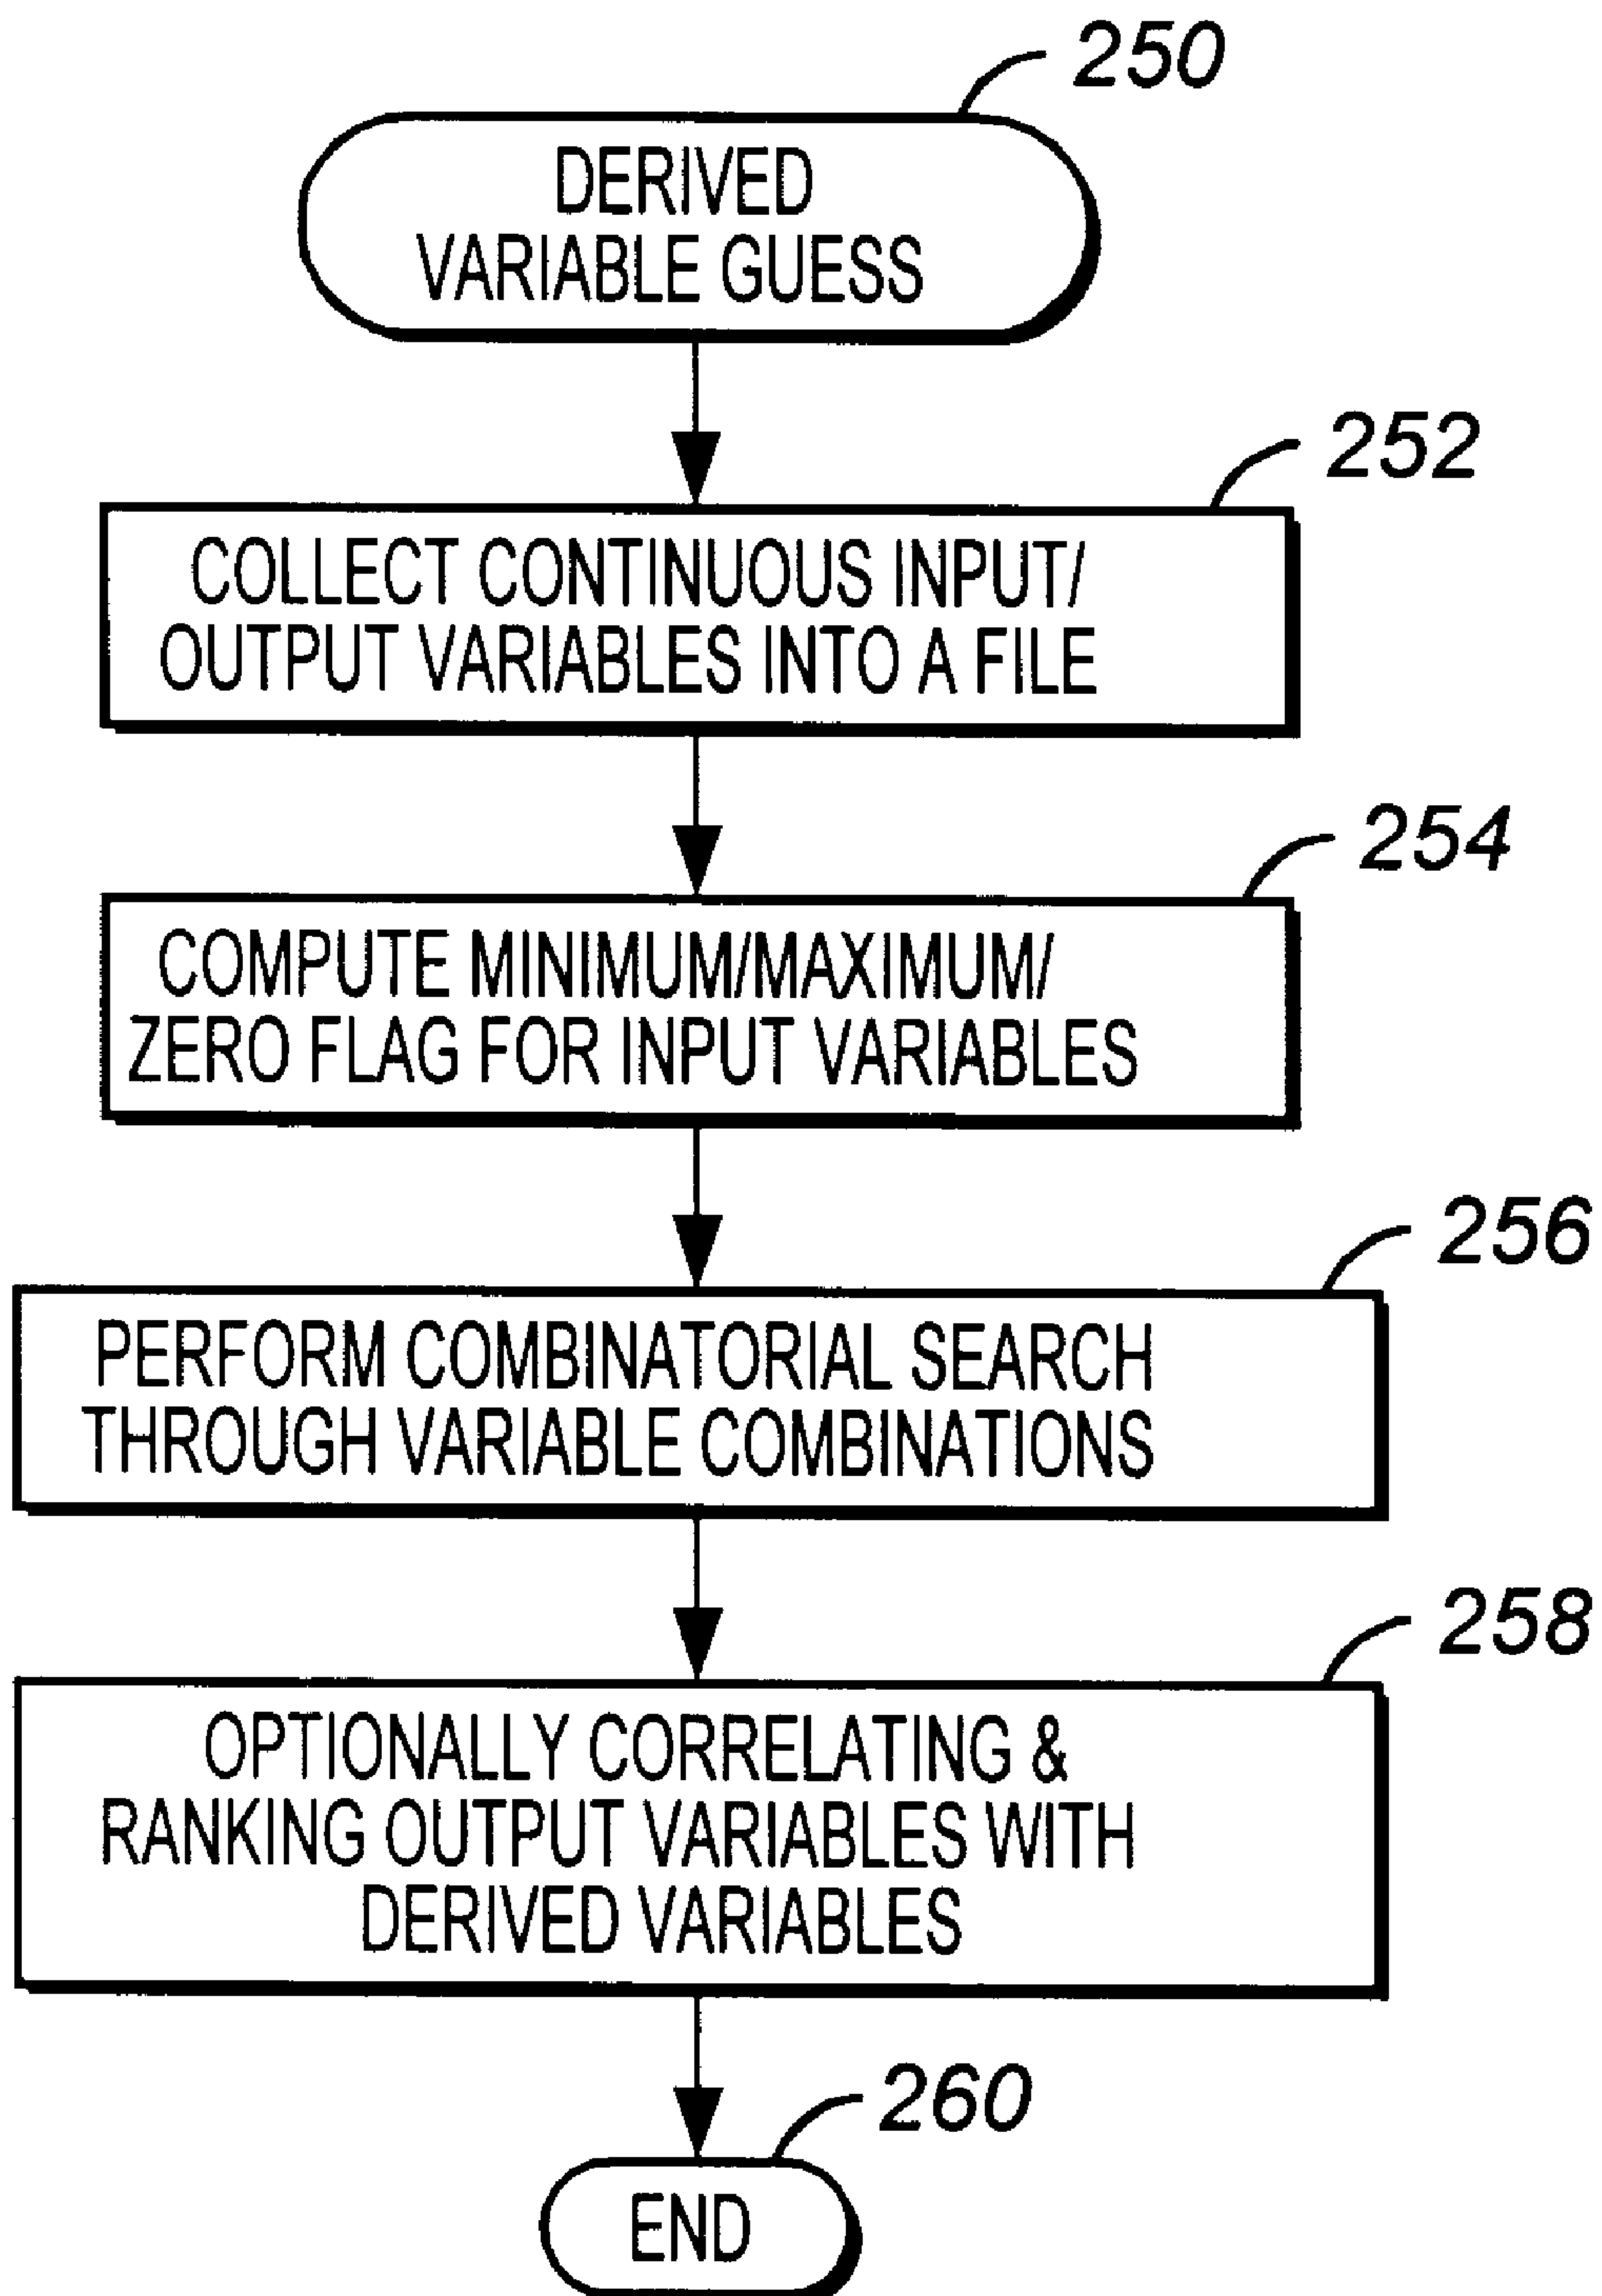 250
DERIVED
VARIABLE GUESS
252
COLLECT CONTINUOUS INPUT/
OUTPUT VARIABLES INTO A FILE
254
COMPUTE MINIMUM/MAXIMUM/
ZERO FLAG FOR INPUT VARIABLES
256
PERFORM COMBINATORIAL SEARCH
THROUGH VARIABLE COMBINATIONS
258
OPTIONALLY CORRELATING &
RANKING OUTPUT VARIABLES WITH
DERIVED VARIABLES
260
END